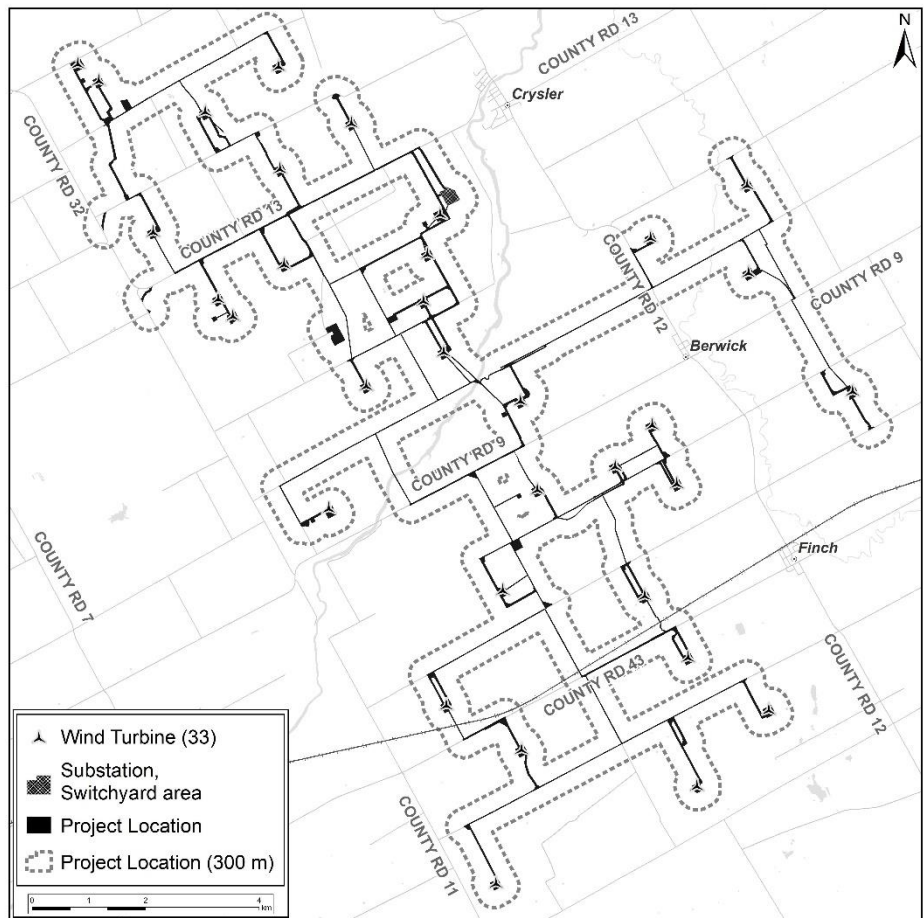 N
COUNTY RD 13
Crysler
COUNTY RD 32
COUNTY RD 13
COUNTY RD 12
COUNTY RD 9
Berwick
COUNTY RD 9
COUNTY RD 7
Finch
COUNTY RD 43
COUNTY RD 12
COUNTY RD 11
Wind Turbine (33)
Substation,
Switchyard area
Project Location
Project Location (300 m)
0 1 2 4
km